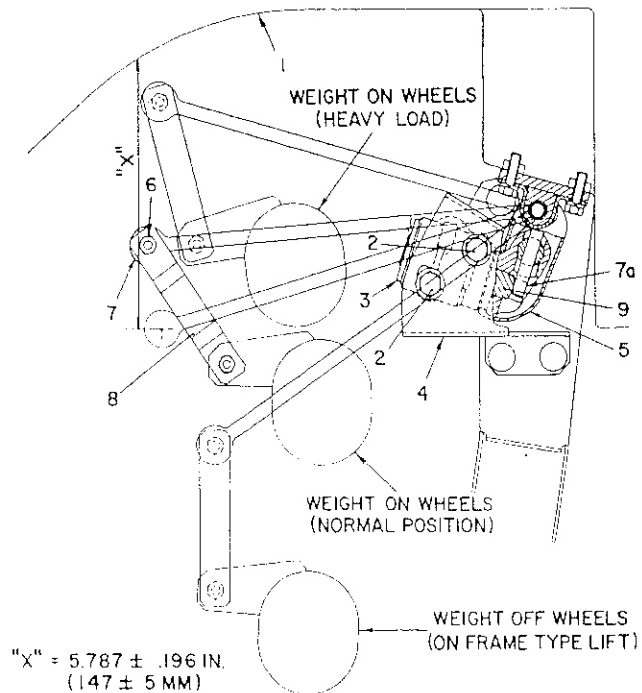 1
WEIGHT ON WHEELS
(HEAVY LOAD)
"X"
6
2
7a
3
7
9
2
5
4
8
WEIGHT ON WHEELS
(NORMAL POSITION)
WEIGHT OFF WHEELS
(ON FRAME TYPE LIFT)
"X" = 5.787 ± .196 IN.
(147 ± 5 MM)